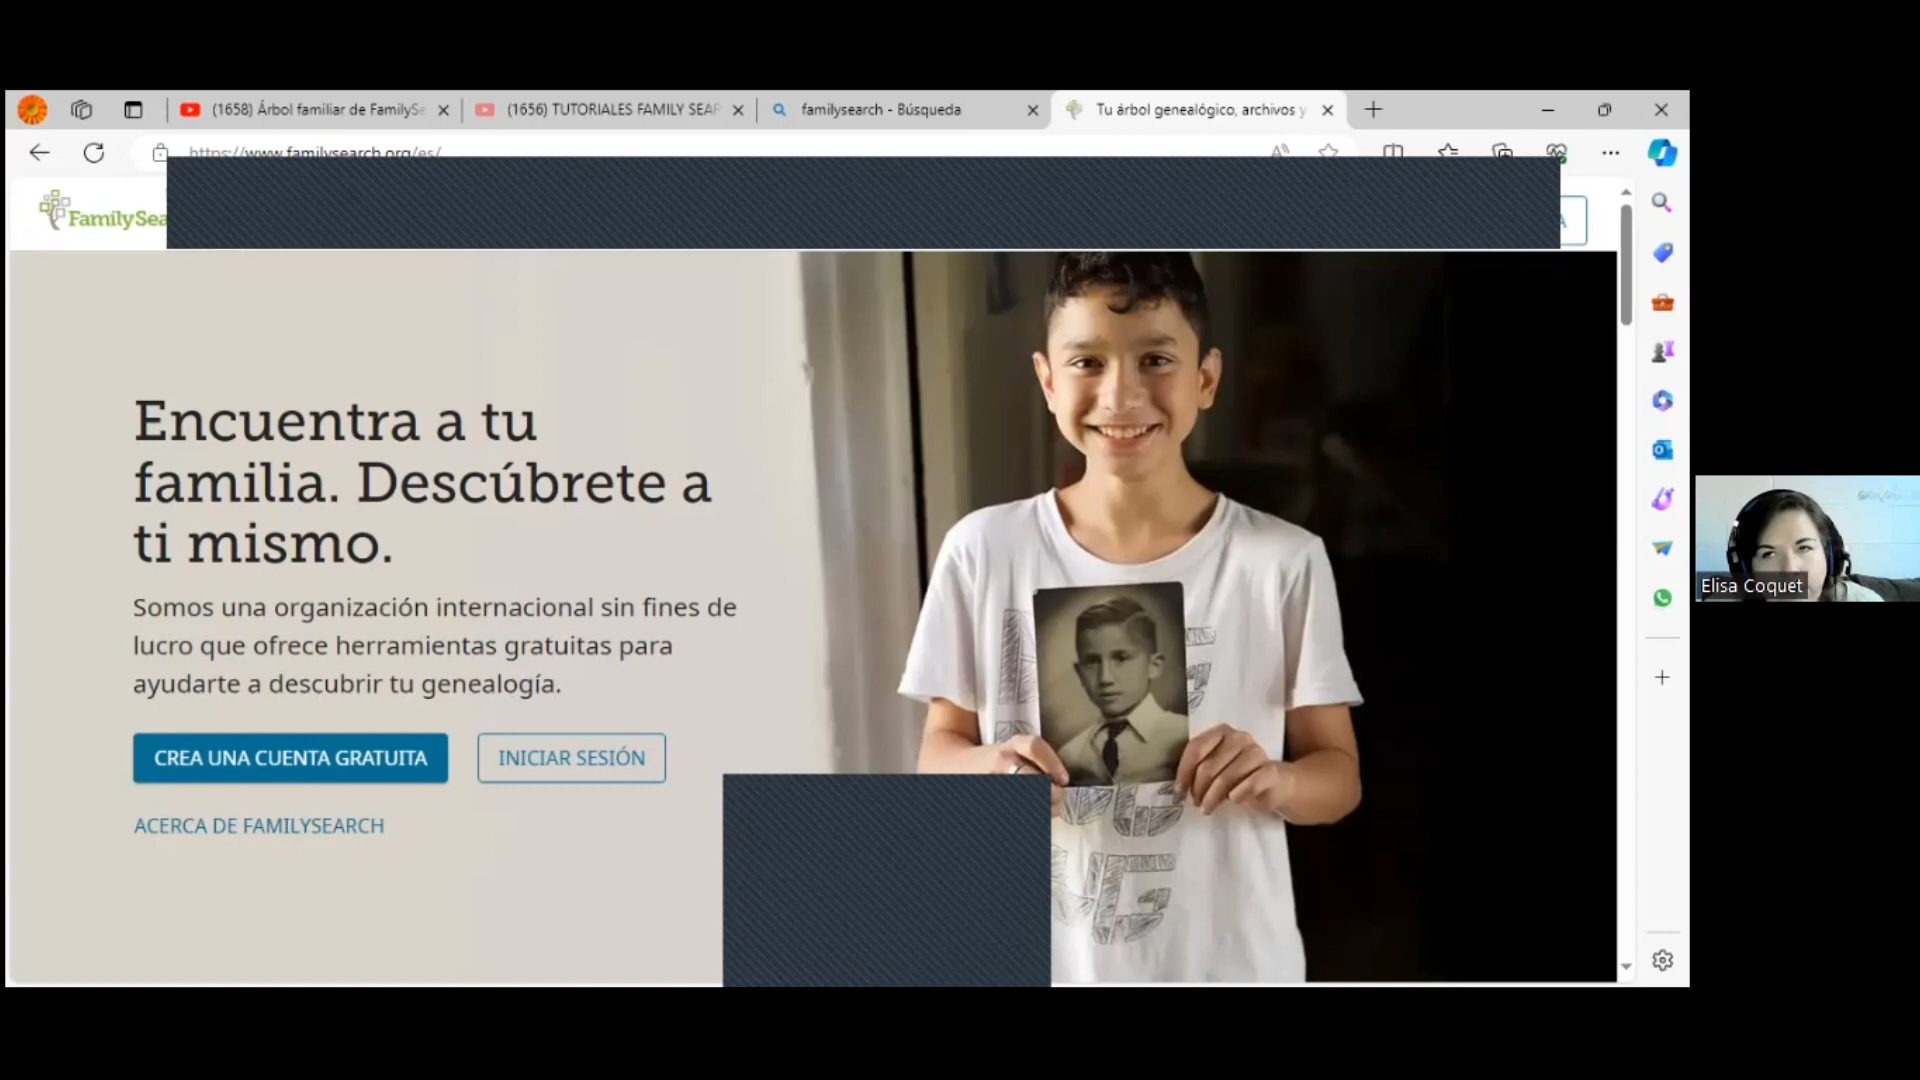 (1658) Árbol familiar de FamilySe
(1656) TUTORIALES FAMILY SEAR
familysearch - Búsqueda
Tu árbol genealógico, archivos y
https://www.familysearch.org/es/
FamilySea
Encuentra a tu
familia. Descúbrete a
ti mismo.
Somos una organización internacional sin fines de
lucro que ofrece herramientas gratuitas para
ayudarte a descubrir tu genealogía.
CREA UNA CUENTA GRATUITA
INICIAR SESIÓN
ACERCA DE FAMILYSEARCH
Elisa Coquet